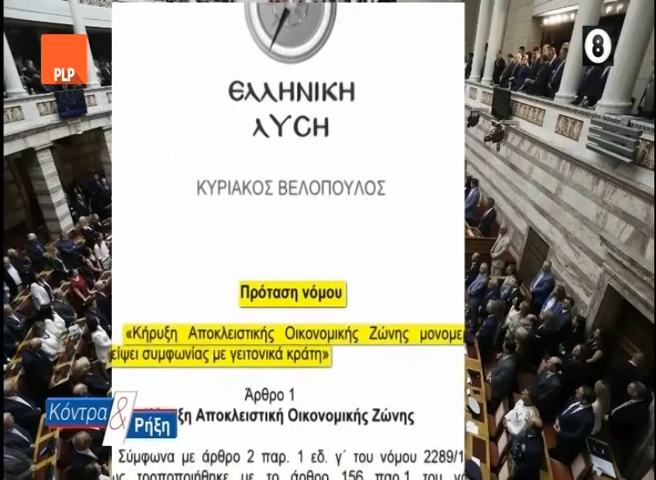 PLP
8
ΕΛΛΗΝΙΚΗ
ΛΥΣΗ
ΚΥΡΙΑΚΟΣ ΒΕΛΟΠΟΥΛΟΣ
Πρόταση νόμου
«Κήρυξη Αποκλειστικής Οικονομικής Ζώνης μονομε
είψει συμφωνίας με γειτονικά κράτη»
Άρθρο 1
Αποκλειστική Οικονομικής Ζώνης
Κόντρα & Ρήξη
Σύμφωνα με άρθρο 2 παρ. 1 εδ. γ΄ του νόμου 2289/1
τροποποιήθηκε με το άρθρο 156 παρ.1 του